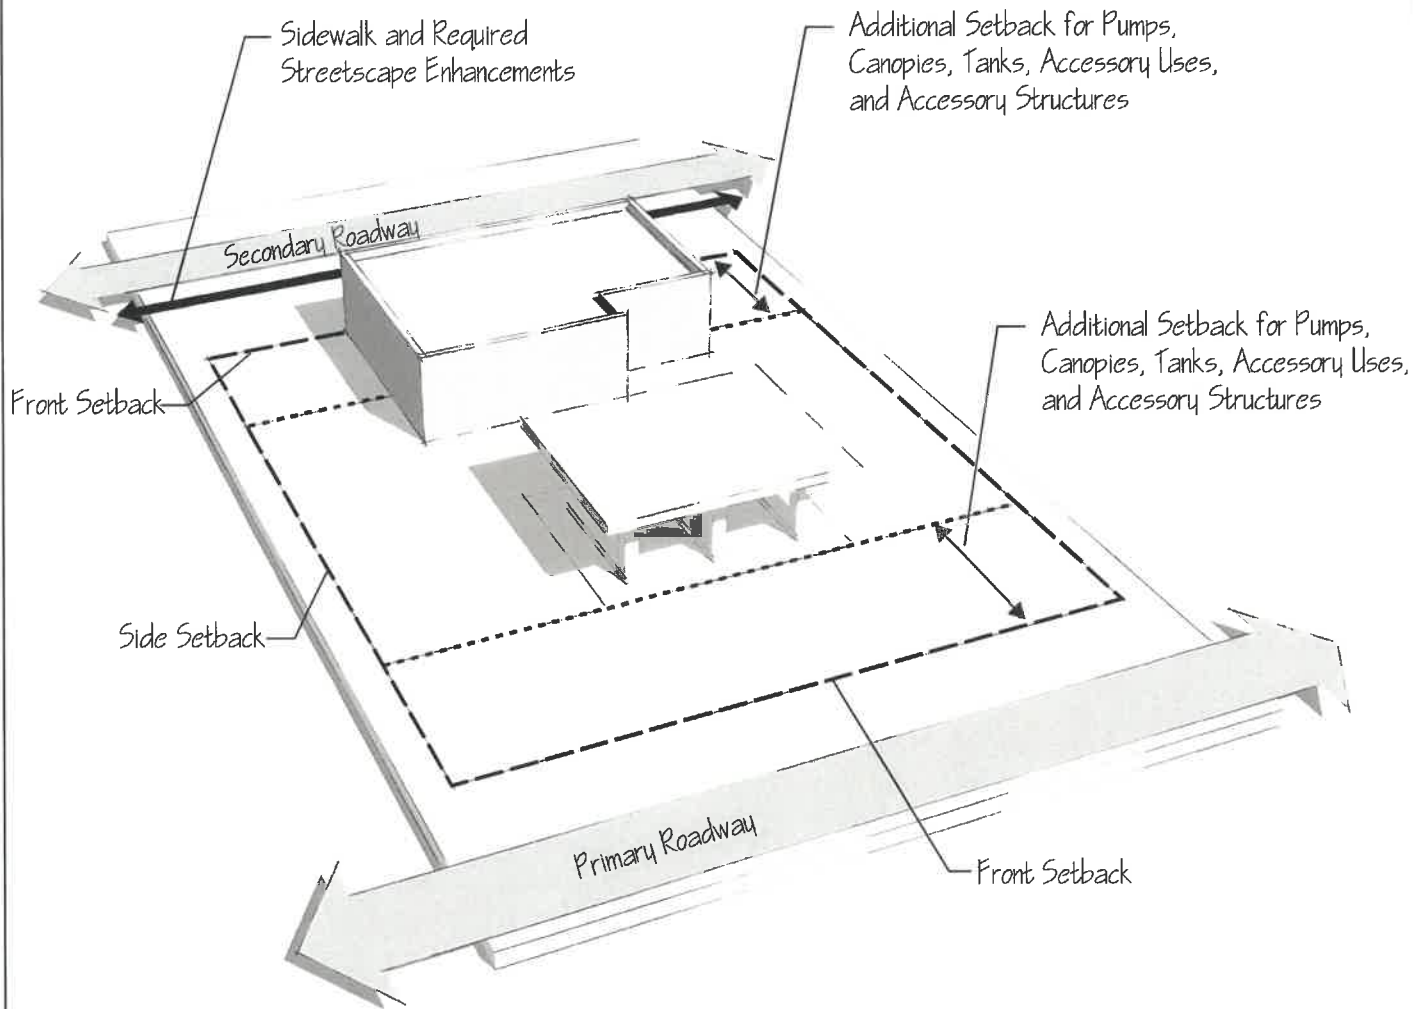 Sidewalk and Required
Streetscape Enhancements
Additional Setback for Pumps,
Canopies, Tanks, Accessory Uses,
and Accessory Structures
Secondary Roadway
Additional Setback for Pumps,
Canopies, Tanks, Accessory Uses,
and Accessory Structures
Front Setback
Side Setback
Primary Roadway
Front Setback